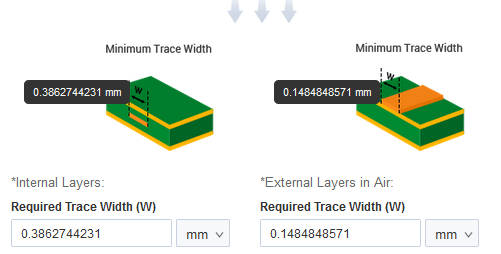 Minimum Trace Width
Minimum Trace Width
W
0.3862744231 mm
W
0.1484848571 mm
*Internal Layers:
*External Layers in Air:
Required Trace Width (W)
Required Trace Width (W)
0.3862744231
mm
0.1484848571
mm